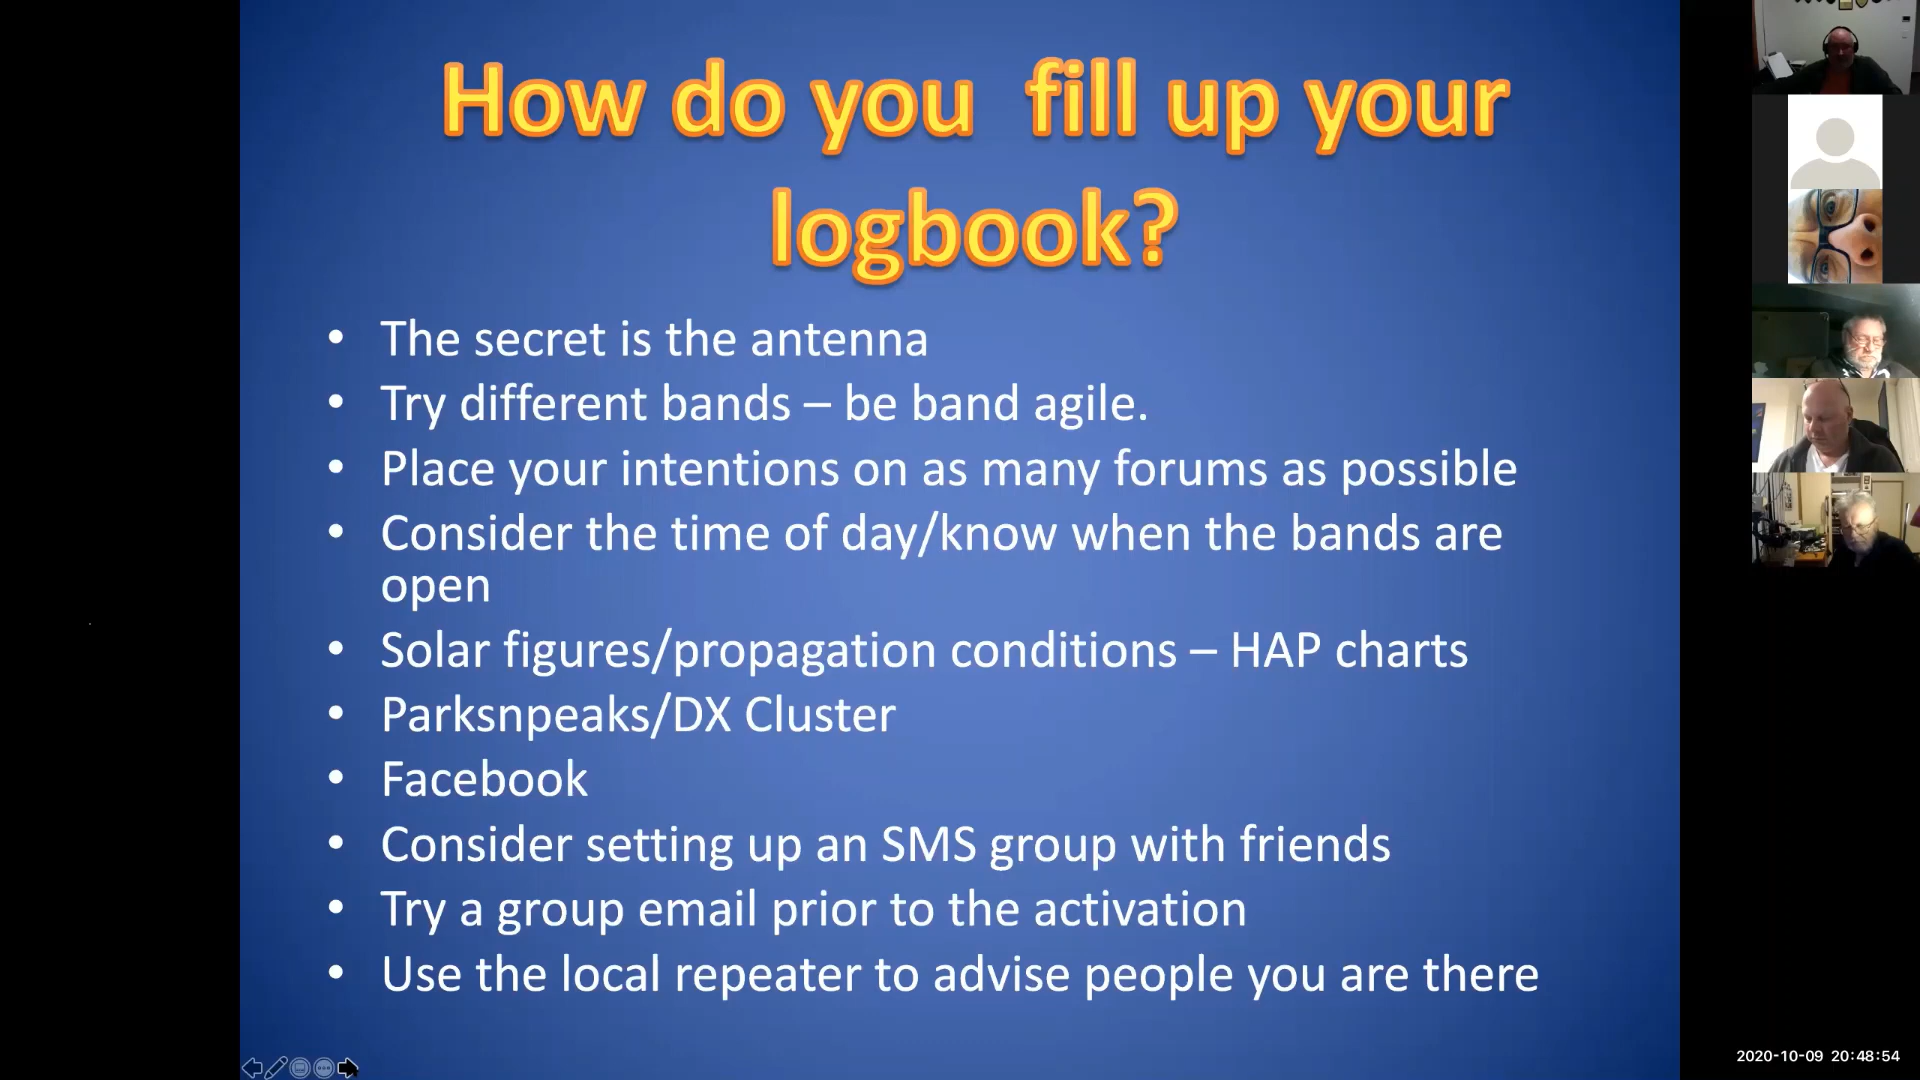 How do you  fill up your
logbook?
• The secret is the antenna
• Try different bands – be band agile.
• Place your intentions on as many forums as possible
• Consider the time of day/know when the bands are
open
• Solar figures/propagation conditions – HAP charts
• Parksnpeaks/DX Cluster
• Facebook
• Consider setting up an SMS group with friends
• Try a group email prior to the activation
• Use the local repeater to advise people you are there
2020-10-09 20:48:54